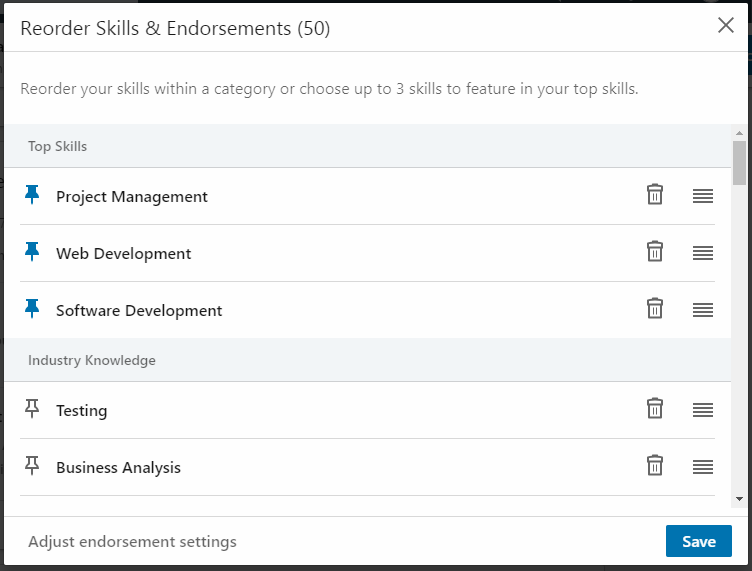 Reorder Skills & Endorsements (50)
Reorder your skills within a category or choose up to 3 skills to feature in your top skills.
Top Skills
Project Management
Web Development
Software Development
Industry Knowledge
Testing
Business Analysis
Adjust endorsement settings
Save